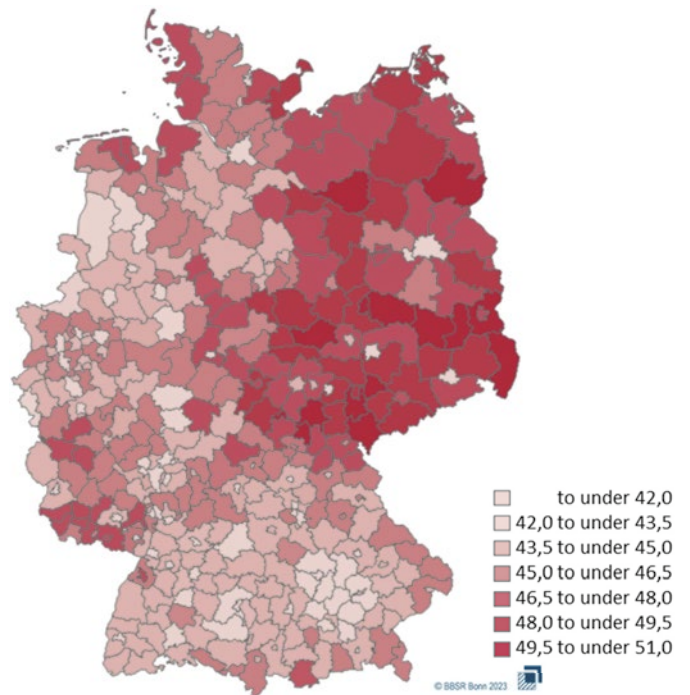 to under 42,0
42,0 to under 43,5
43,5 to under 45,0
45,0 to under 46,5
46,5 to under 48,0
48,0 to under 49,5
49,5 to under 51,0
© BBSR Bonn 2023